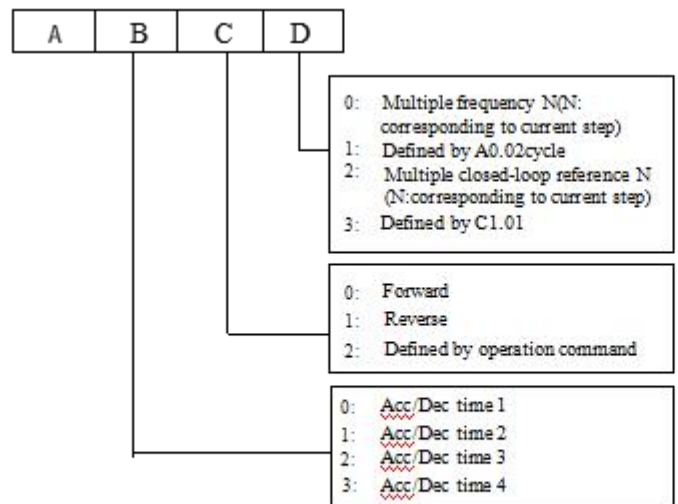 A B C D
0: Multiple frequency N(N:
corresponding to current step)
1: Defined by A0.02cycle
2: Multiple closed-loop reference N
(N:corresponding to current step)
3: Defined by C1.01
0: Forward
1: Reverse
2: Defined by operation command
0: Acc/Dec time 1
1: Acc/Dec time 2
2: Acc/Dec time 3
3: Acc/Dec time 4